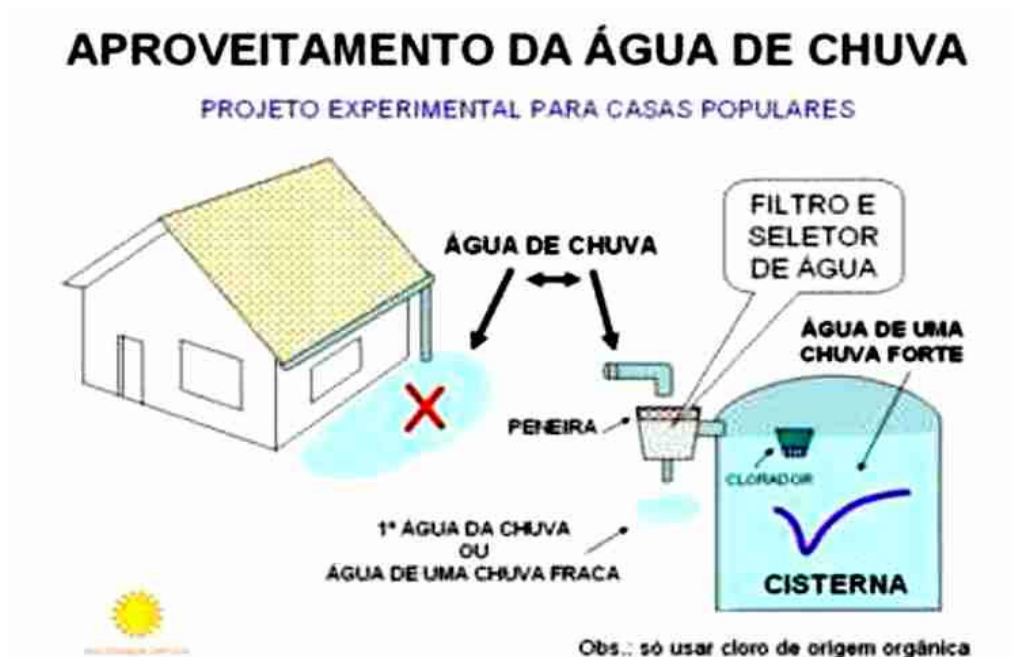 APROVEITAMENTO DA ÁGUA DE CHUVA
PROJETO EXPERIMENTAL PARA CASAS POPULARES
ÁGUA DE CHUVA
FILTRO E
SELETOR
DE ÁGUA
ÁGUA DE UMA
CHUVA FORTE
PENEIRA
CLORADOR
1ª ÁGUA DA CHUVA
OU
ÁGUA DE UMA CHUVA FRACA
CISTERNA
Obs.: só usar cloro de origem orgânica